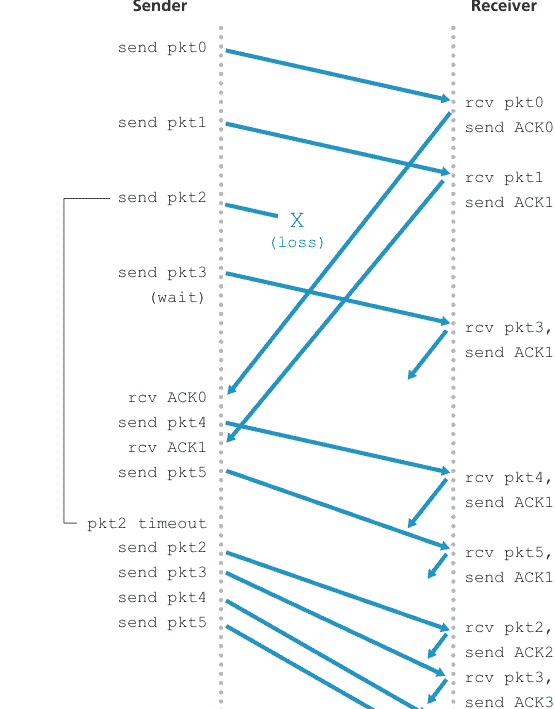 Sender
Receiver
send pkt0
rcv pkt0
send ACK0
send pkt1
rcv pkt1
send ACK1
send pkt2
X
(loss)
send pkt3
(wait)
rcv pkt3,
send ACK1
rcv ACK0
send pkt4
rcv ACK1
send pkt5
rcv pkt4,
send ACK1
pkt2 timeout
send pkt2
send pkt3
send pkt4
send pkt5
rcv pkt5,
send ACK1
rcv pkt2,
send ACK2
rcv pkt3,
send ACK3